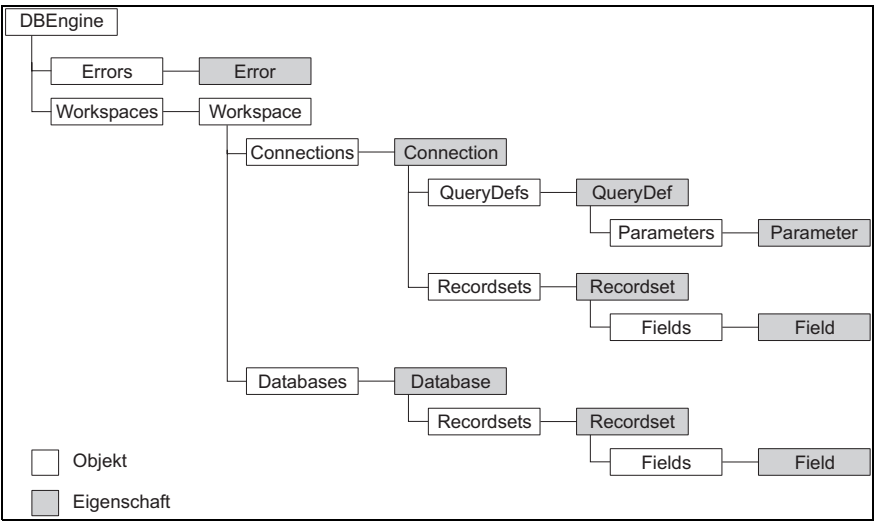 DBEngine
Errors
Error
Workspaces
Workspace
Connections
Connection
QueryDefs
QueryDef
Parameters
Parameter
Recordsets
Recordset
Fields
Field
Databases
Database
Recordsets
Recordset
Fields
Field
Objekt
Eigenschaft